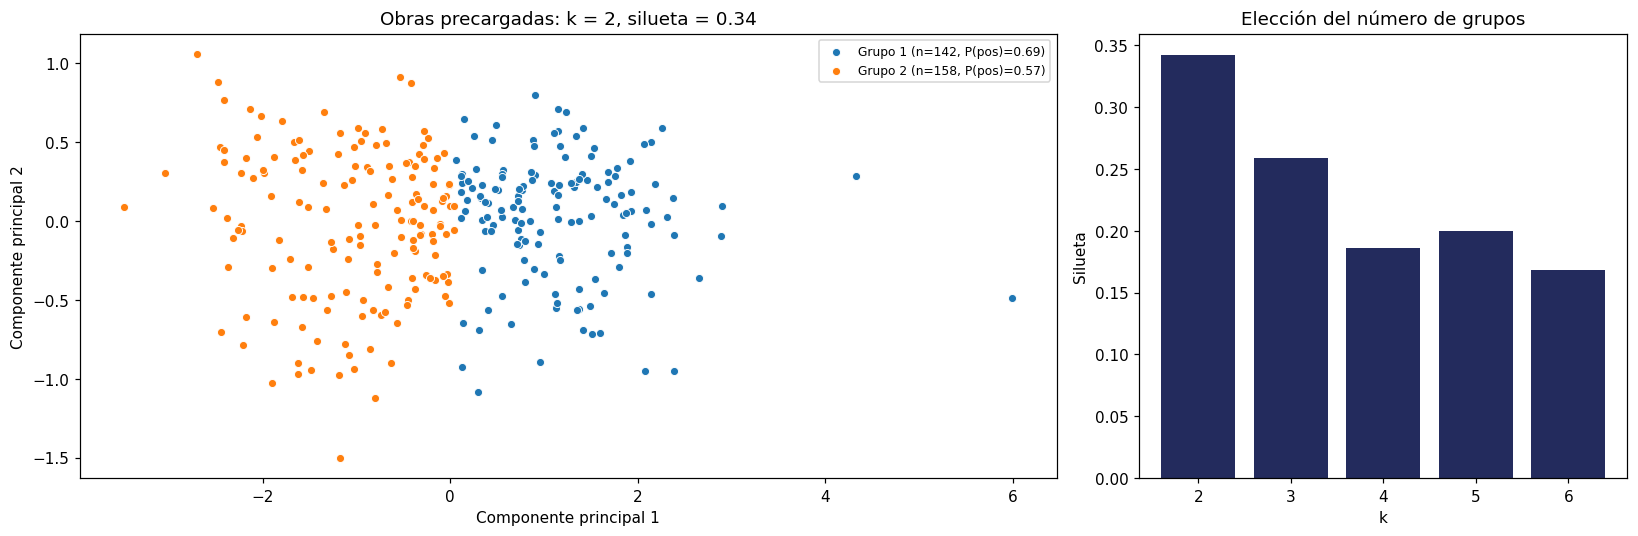 Obras precargadas: k = 2, silueta = 0.34
Grupo 1 (n=142, P(pos)=0.69)
Grupo 2 (n=158, P(pos)=0.57)
1.0
0.5
0.0
−0.5
−1.0
−1.5
Componente principal 2
−2 0 2 4 6
Componente principal 1
Elección del número de grupos
0.35
0.30
0.25
0.20
0.15
0.10
0.05
0.00
Silueta
2 3 4 5 6
k